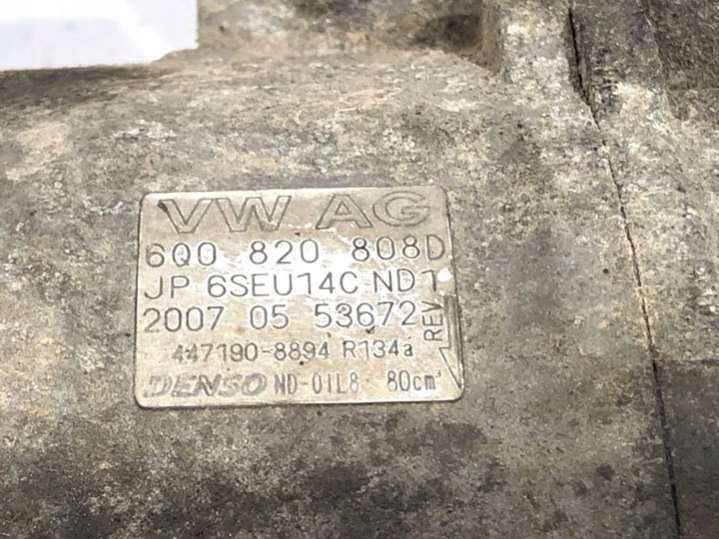 VW AG
6Q0 820 808D
JP 6SEU14C ND1
2007 05 53672
REV
447190-8894 R134a
DENSO ND-OIL8 80cm³